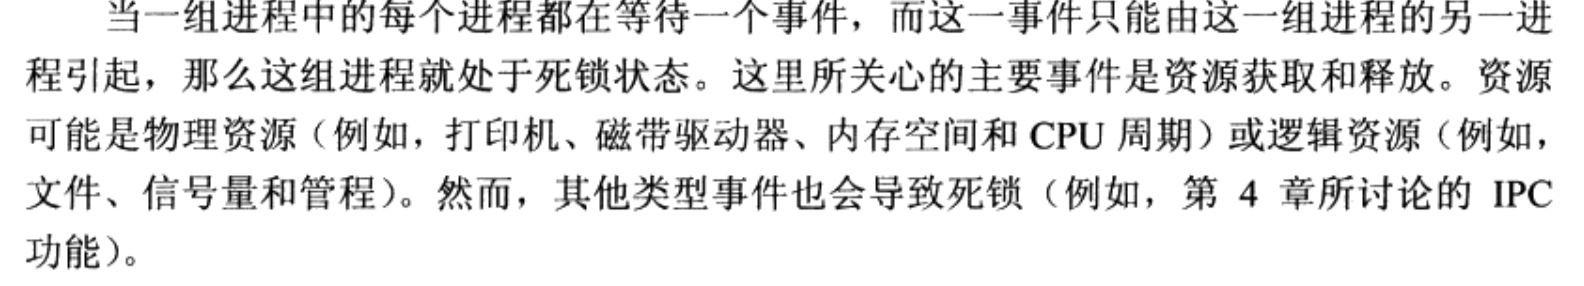 当一组进程中的每个进程都在等待一个事件，而这一事件只能由这一组进程的另一进
程引起，那么这组进程就处于死锁状态。这里所关心的主要事件是资源获取和释放。资源
可能是物理资源（例如，打印机、磁带驱动器、内存空间和 CPU 周期）或逻辑资源（例如，
文件、信号量和管程）。然而，其他类型事件也会导致死锁（例如，第 4 章所讨论的 IPC
功能）。